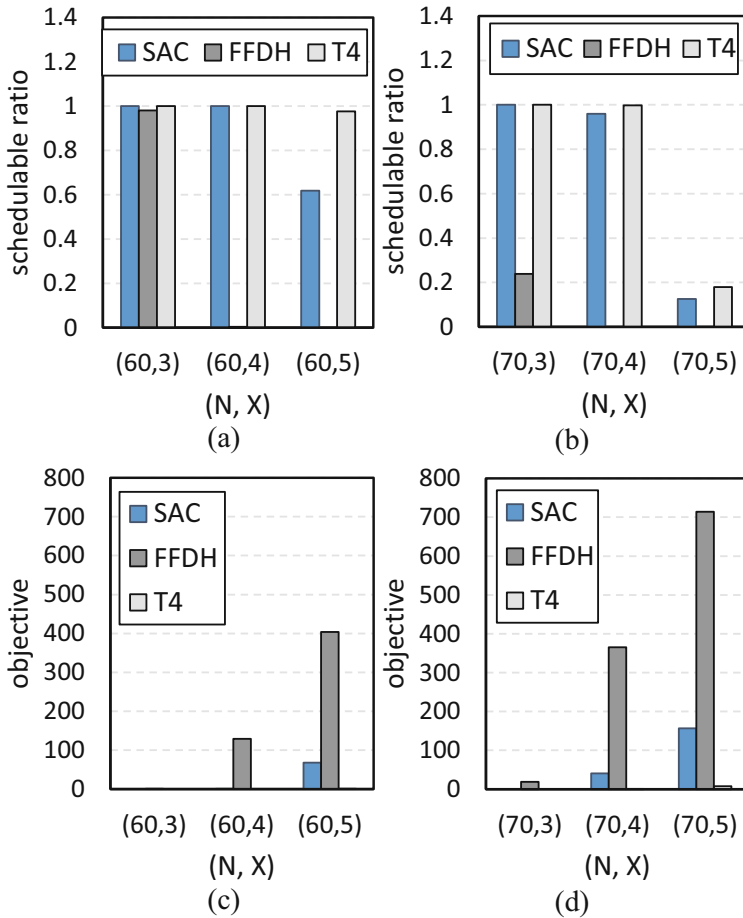 1.4
1.2
1
0.8
0.6
0.4
0.2
0
schedulable ratio
SAC FFDH T4
(60,3) (60,4) (60,5)
(N, X)
(a)
1.4
1.2
1
0.8
0.6
0.4
0.2
0
schedulable ratio
SAC FFDH T4
(70,3) (70,4) (70,5)
(N, X)
(b)
800
700
600
500
400
300
200
100
0
objective
SAC
FFDH
T4
(60,3) (60,4) (60,5)
(N, X)
(c)
800
700
600
500
400
300
200
100
0
objective
SAC
FFDH
T4
(70,3) (70,4) (70,5)
(N, X)
(d)